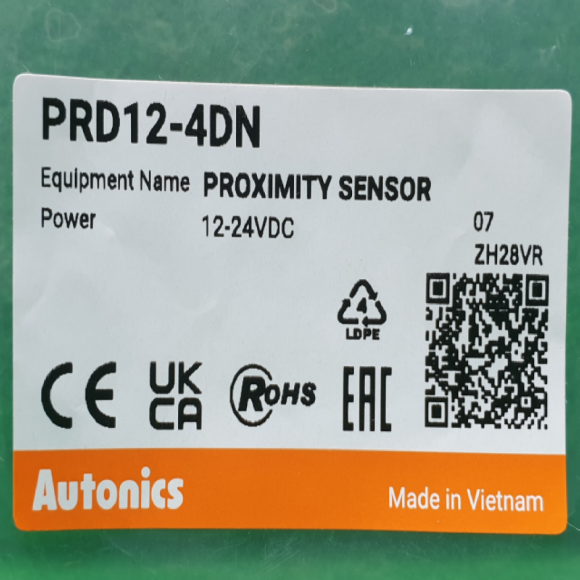 PRD12-4DN
Equipment Name PROXIMITY SENSOR
Power 12-24VDC 07
ZH28VR
4
LDPE
CE UK CA RoHS EAC
Autonics Made in Vietnam